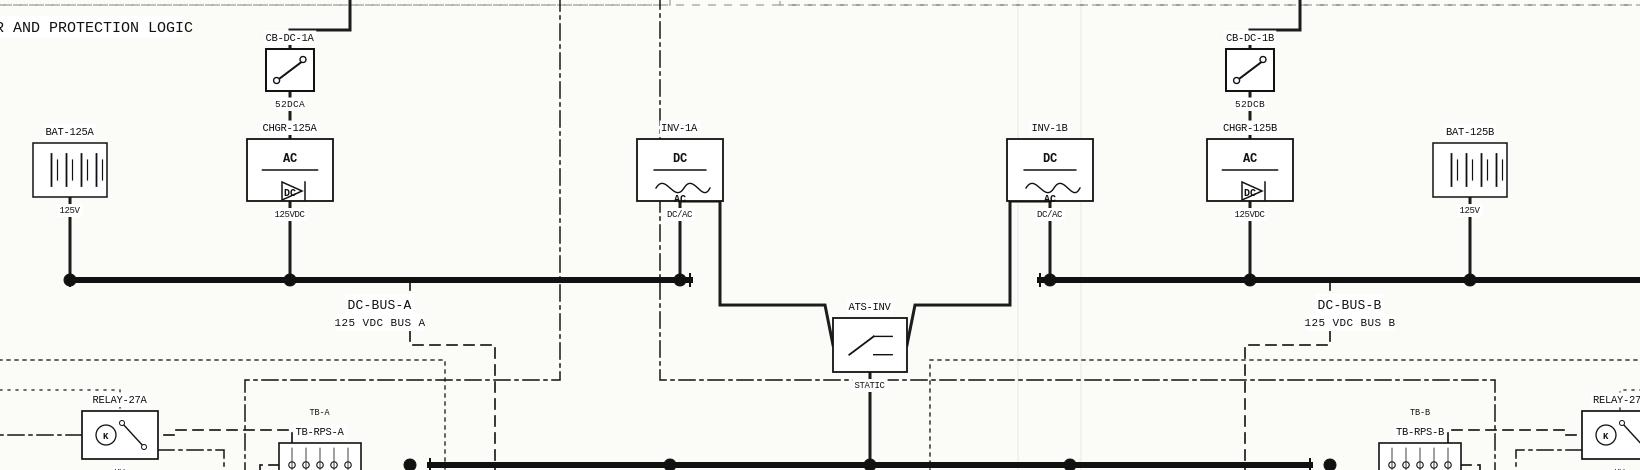 R AND PROTECTION LOGIC
CB-DC-1A
CB-DC-1B
52DCA
52DCB
BAT-125A
CHGR-125A
INV-1A
INV-1B
CHGR-125B
BAT-125B
AC
DC
DC
AC
DC
AC
AC
DC
125V
125VDC
DC/AC
DC/AC
125VDC
125V
DC-BUS-A
125 VDC BUS A
ATS-INV
DC-BUS-B
125 VDC BUS B
STATIC
RELAY-27A
TB-A
TB-B
RELAY-27
TB-RPS-A
TB-RPS-B
K
K